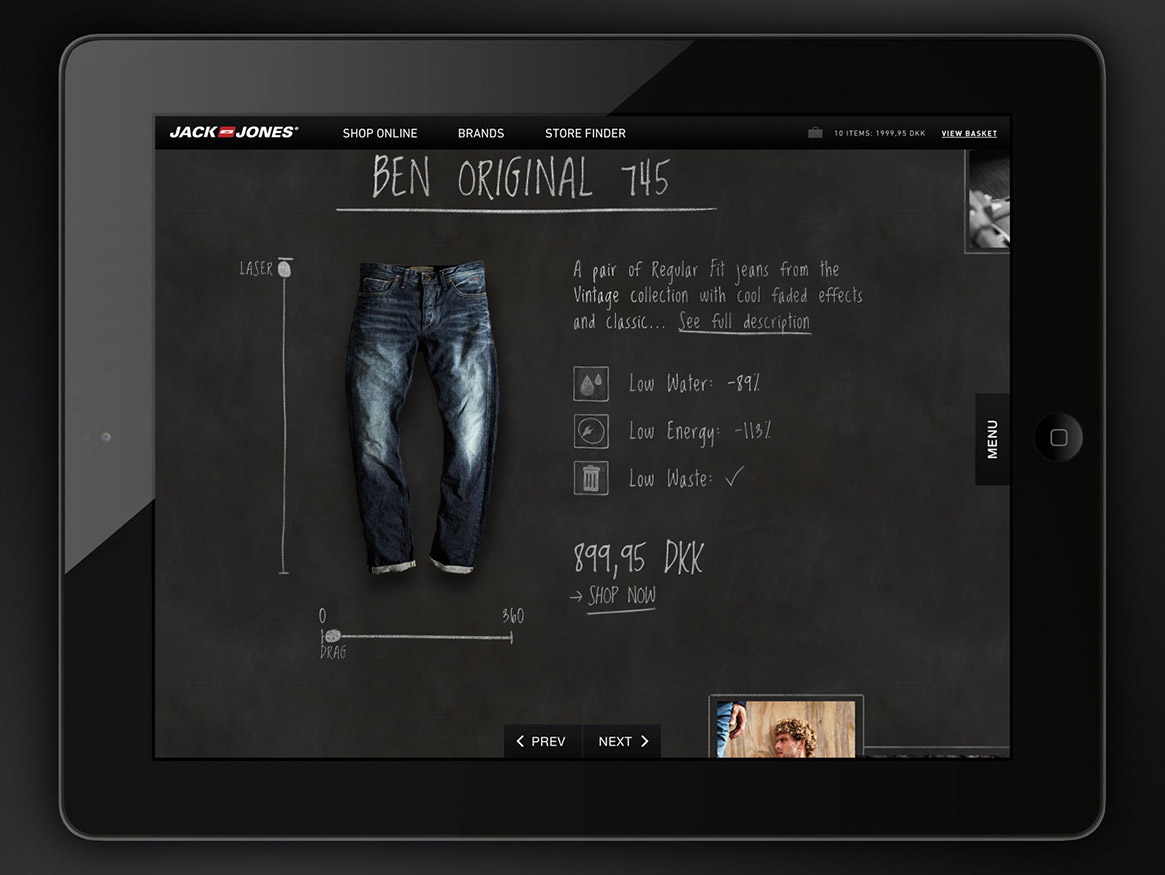 JACK JONES®
SHOP ONLINE
BRANDS
STORE FINDER
10 ITEMS: 1999,95 DKK
VIEW BASKET
BEN ORIGINAL 745
LASER
A pair of Regular Fit jeans from the
Vintage collection with cool faded effects
and classic... See full description
Low Water: -89%
Low Energy: -113%
Low Waste: ✓
MENU
899,95 DKK
→ SHOP NOW
0
360
DRAG
< PREV
NEXT >